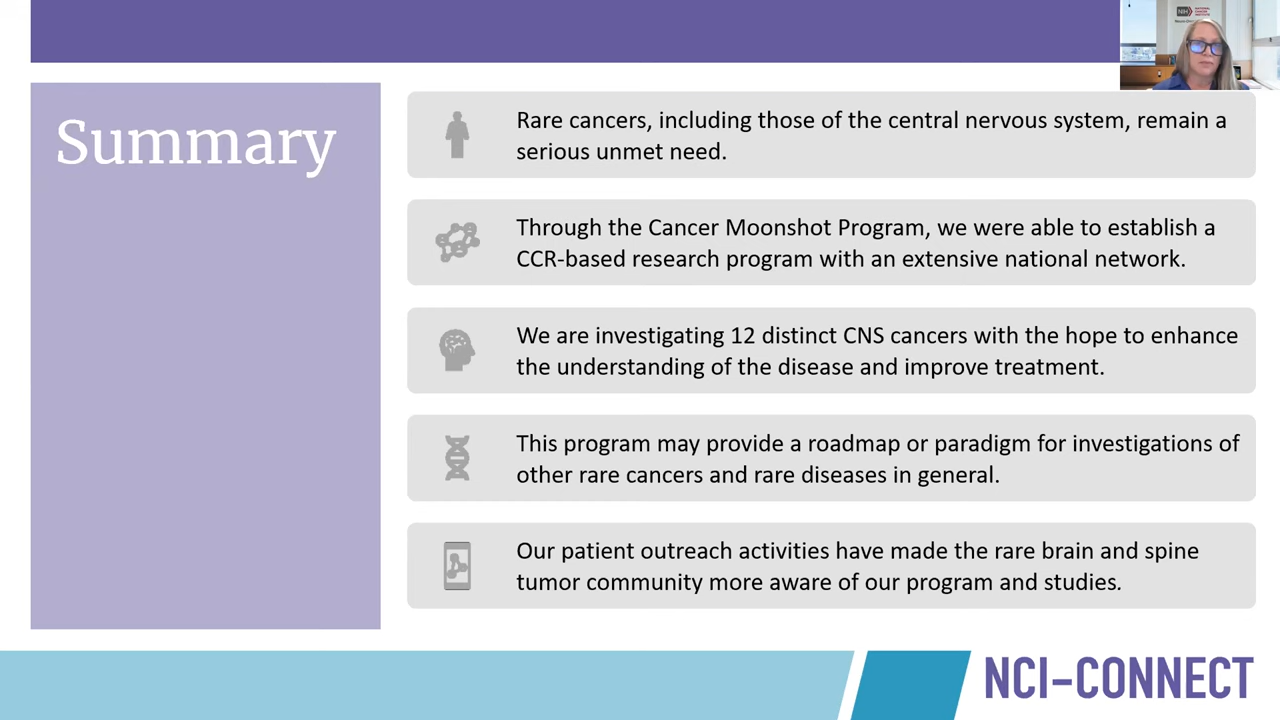 NIH NATIONAL
CANCER
INSTITUTE
Summary
Rare cancers, including those of the central nervous system, remain a
serious unmet need.
Through the Cancer Moonshot Program, we were able to establish a
CCR-based research program with an extensive national network.
We are investigating 12 distinct CNS cancers with the hope to enhance
the understanding of the disease and improve treatment.
This program may provide a roadmap or paradigm for investigations of
other rare cancers and rare diseases in general.
Our patient outreach activities have made the rare brain and spine
tumor community more aware of our program and studies.
NCI-CONNECT